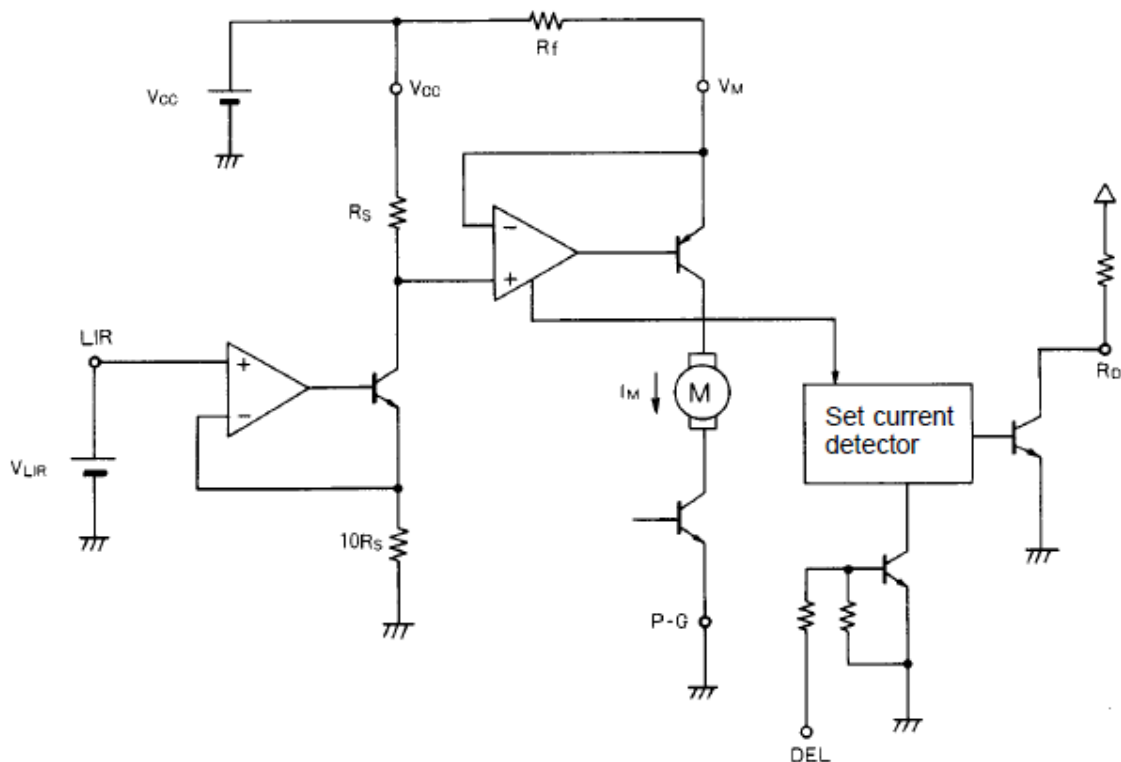 Rf
VCC
VCC
VM
RS
−
+
LIR
+
−
VLIR
10RS
IM
M
Set current
detector
RD
P-G
DEL